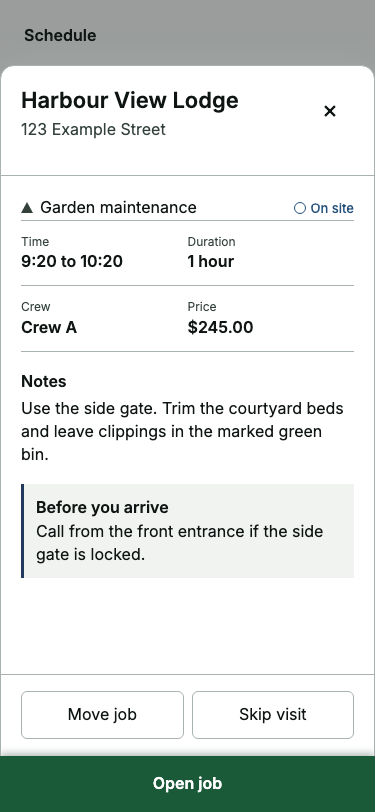 Schedule
Harbour View Lodge
123 Example Street
Garden maintenance
On site
Time
Duration
9:20 to 10:20
1 hour
Crew
Price
Crew A
$245.00
Notes
Use the side gate. Trim the courtyard beds
and leave clippings in the marked green
bin.
Before you arrive
Call from the front entrance if the side
gate is locked.
Move job
Skip visit
Open job